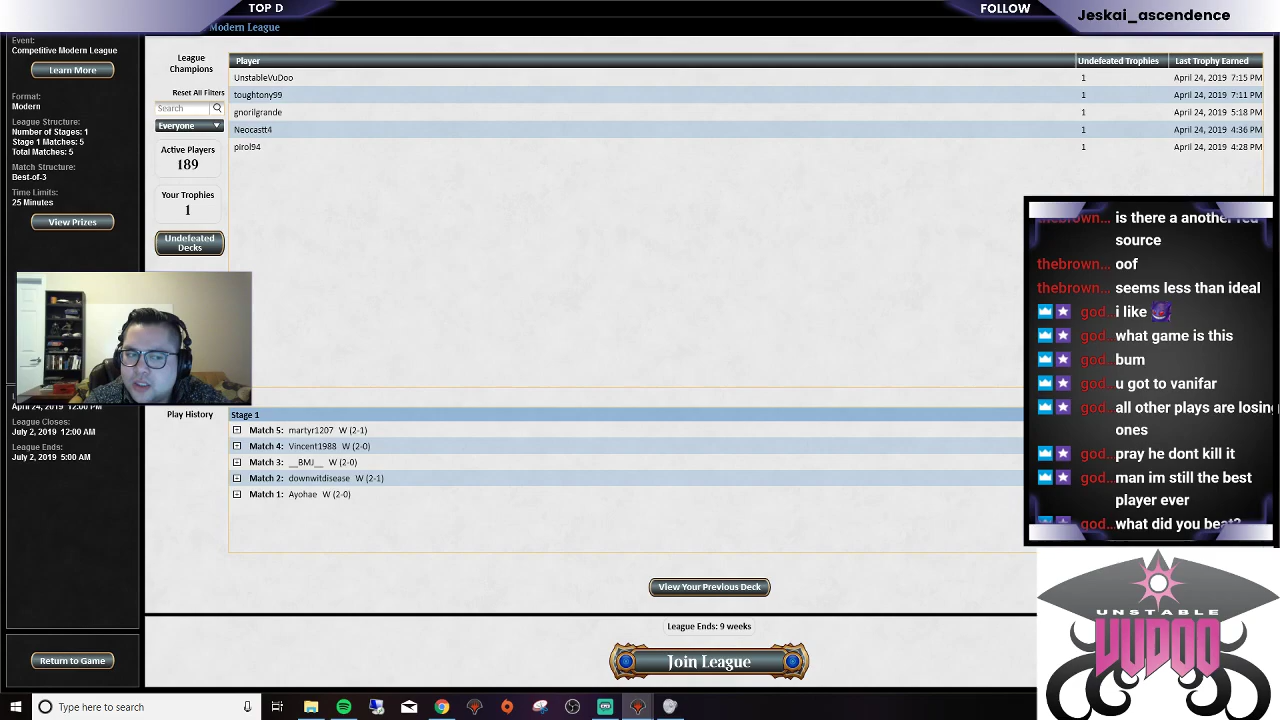 TOP D
FOLLOW
Jeskai_ascendence
Modern League
Event:
Competitive Modern League
Learn More
Format:
Modern
League Structure:
Number of Stages: 1
Stage 1 Matches: 5
Total Matches: 5
Match Structure:
Best-of-3
Time Limits:
25 Minutes
View Prizes
April 24, 2019 12:00 PM
League Closes:
July 2, 2019 12:00 AM
League Ends:
July 2, 2019 5:00 AM
Return to Game
League
Champions
Reset All Filters
Search
Everyone
Active Players
189
Your Trophies
1
Undefeated
Decks
Player Undefeated Trophies Last Trophy Earned
UnstableVuDoo 1 April 24, 2019 7:15 PM
toughtony99 1 April 24, 2019 7:11 PM
gnorilgrande 1 April 24, 2019 5:18 PM
Neocastt4 1 April 24, 2019 4:36 PM
pirol94 1 April 24, 2019 4:28 PM
Play History
Stage 1
Match 5: martyr1207 W (2-1)
Match 4: Vincent1988 W (2-0)
Match 3: __BMJ__ W (2-0)
Match 2: downwitdisease W (2-1)
Match 1: Ayohae W (2-0)
View Your Previous Deck
League Ends: 9 weeks
Join League
thebrown... is there a another red
source
thebrown... oof
thebrown... seems less than ideal
god... i like
god... what game is this
god... bum
god... u got to vanifar
god... all other plays are losing
ones
god... pray he dont kill it
god... man im still the best
player ever
god... what did you beat?
UNSTABLE
VUDOO
Type here to search